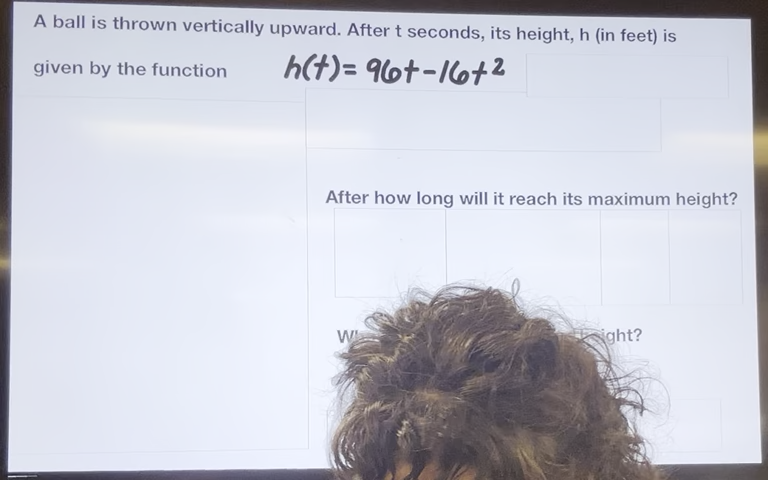 A ball is thrown vertically upward. After t seconds, its height, h (in feet) is
given by the function h(t)= 96t-16t²
After how long will it reach its maximum height?